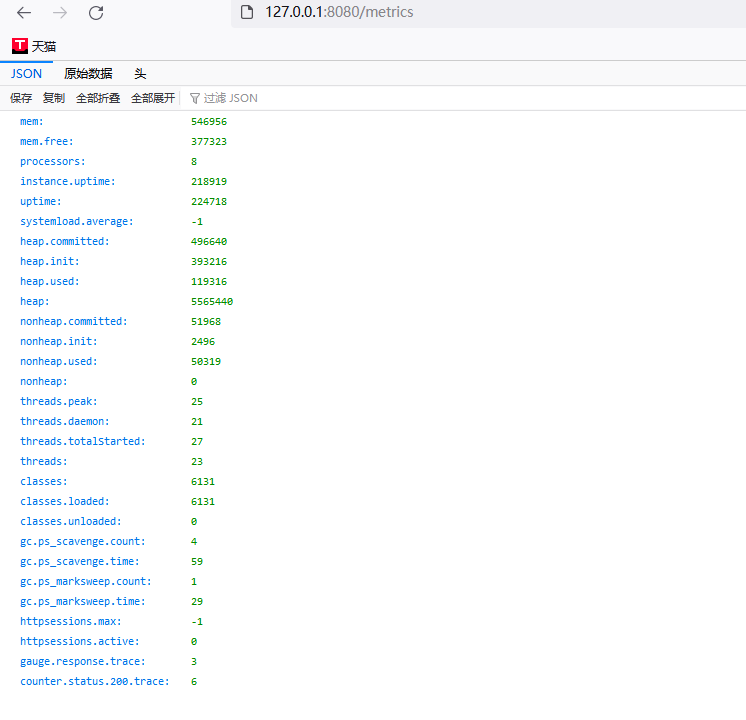 127.0.0.1:8080/metrics
T 天猫
JSON 原始数据 头
保存 复制 全部折叠 全部展开 过滤 JSON
mem: 546956
mem.free: 377323
processors: 8
instance.uptime: 218919
uptime: 224718
systemload.average: -1
heap.committed: 496640
heap.init: 393216
heap.used: 119316
heap: 5565440
nonheap.committed: 51968
nonheap.init: 2496
nonheap.used: 50319
nonheap: 0
threads.peak: 25
threads.daemon: 21
threads.totalStarted: 27
threads: 23
classes: 6131
classes.loaded: 6131
classes.unloaded: 0
gc.ps_scavenge.count: 4
gc.ps_scavenge.time: 59
gc.ps_marksweep.count: 1
gc.ps_marksweep.time: 29
httpsessions.max: -1
httpsessions.active: 0
gauge.response.trace: 3
counter.status.200.trace: 6